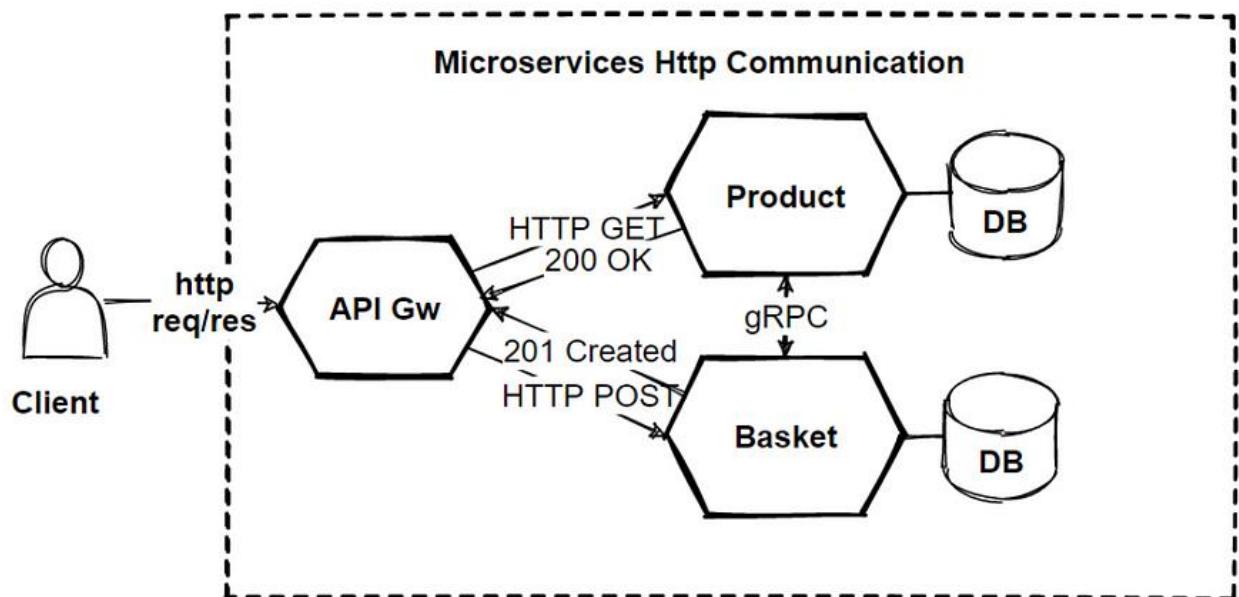 Microservices Http Communication
Product
DB
HTTP GET
200 OK
http
req/res
API Gw
gRPC
201 Created
HTTP POST
Client
Basket
DB